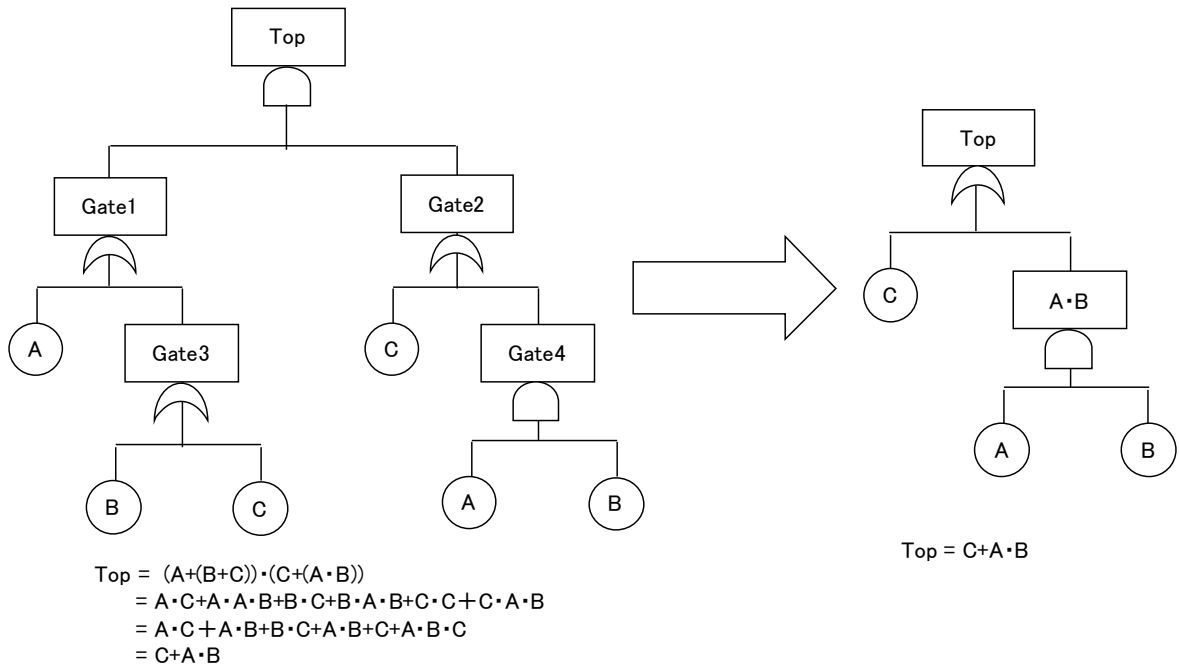 Top
Gate1
Gate2
A
Gate3
C
Gate4
B
C
A
B
Top = (A+(B+C))・(C+(A・B))
= A・C+A・A・B+B・C+B・A・B+C・C+C・A・B
= A・C+A・B+B・C+A・B+C+A・B・C
= C+A・B
Top
C
A・B
A
B
Top = C+A・B